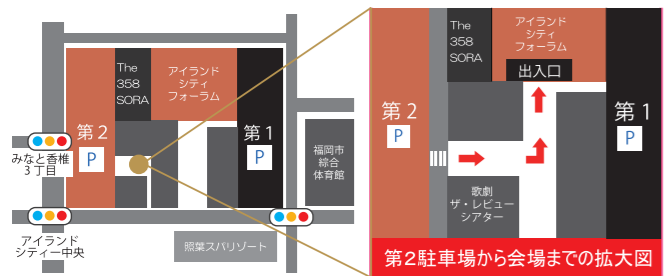 The
358
SORA
アイランド
シティ
フォーラム
第2
P
第1
P
みなと香椎
3丁目
福岡市
総合
体育館
アイランド
シティー中央
照葉スパリゾート
The
358
SORA
アイランド
シティ
フォーラム
出入口
第2
P
第1
P
歌劇
ザ・レビュー
シアター
第2駐車場から会場までの拡大図